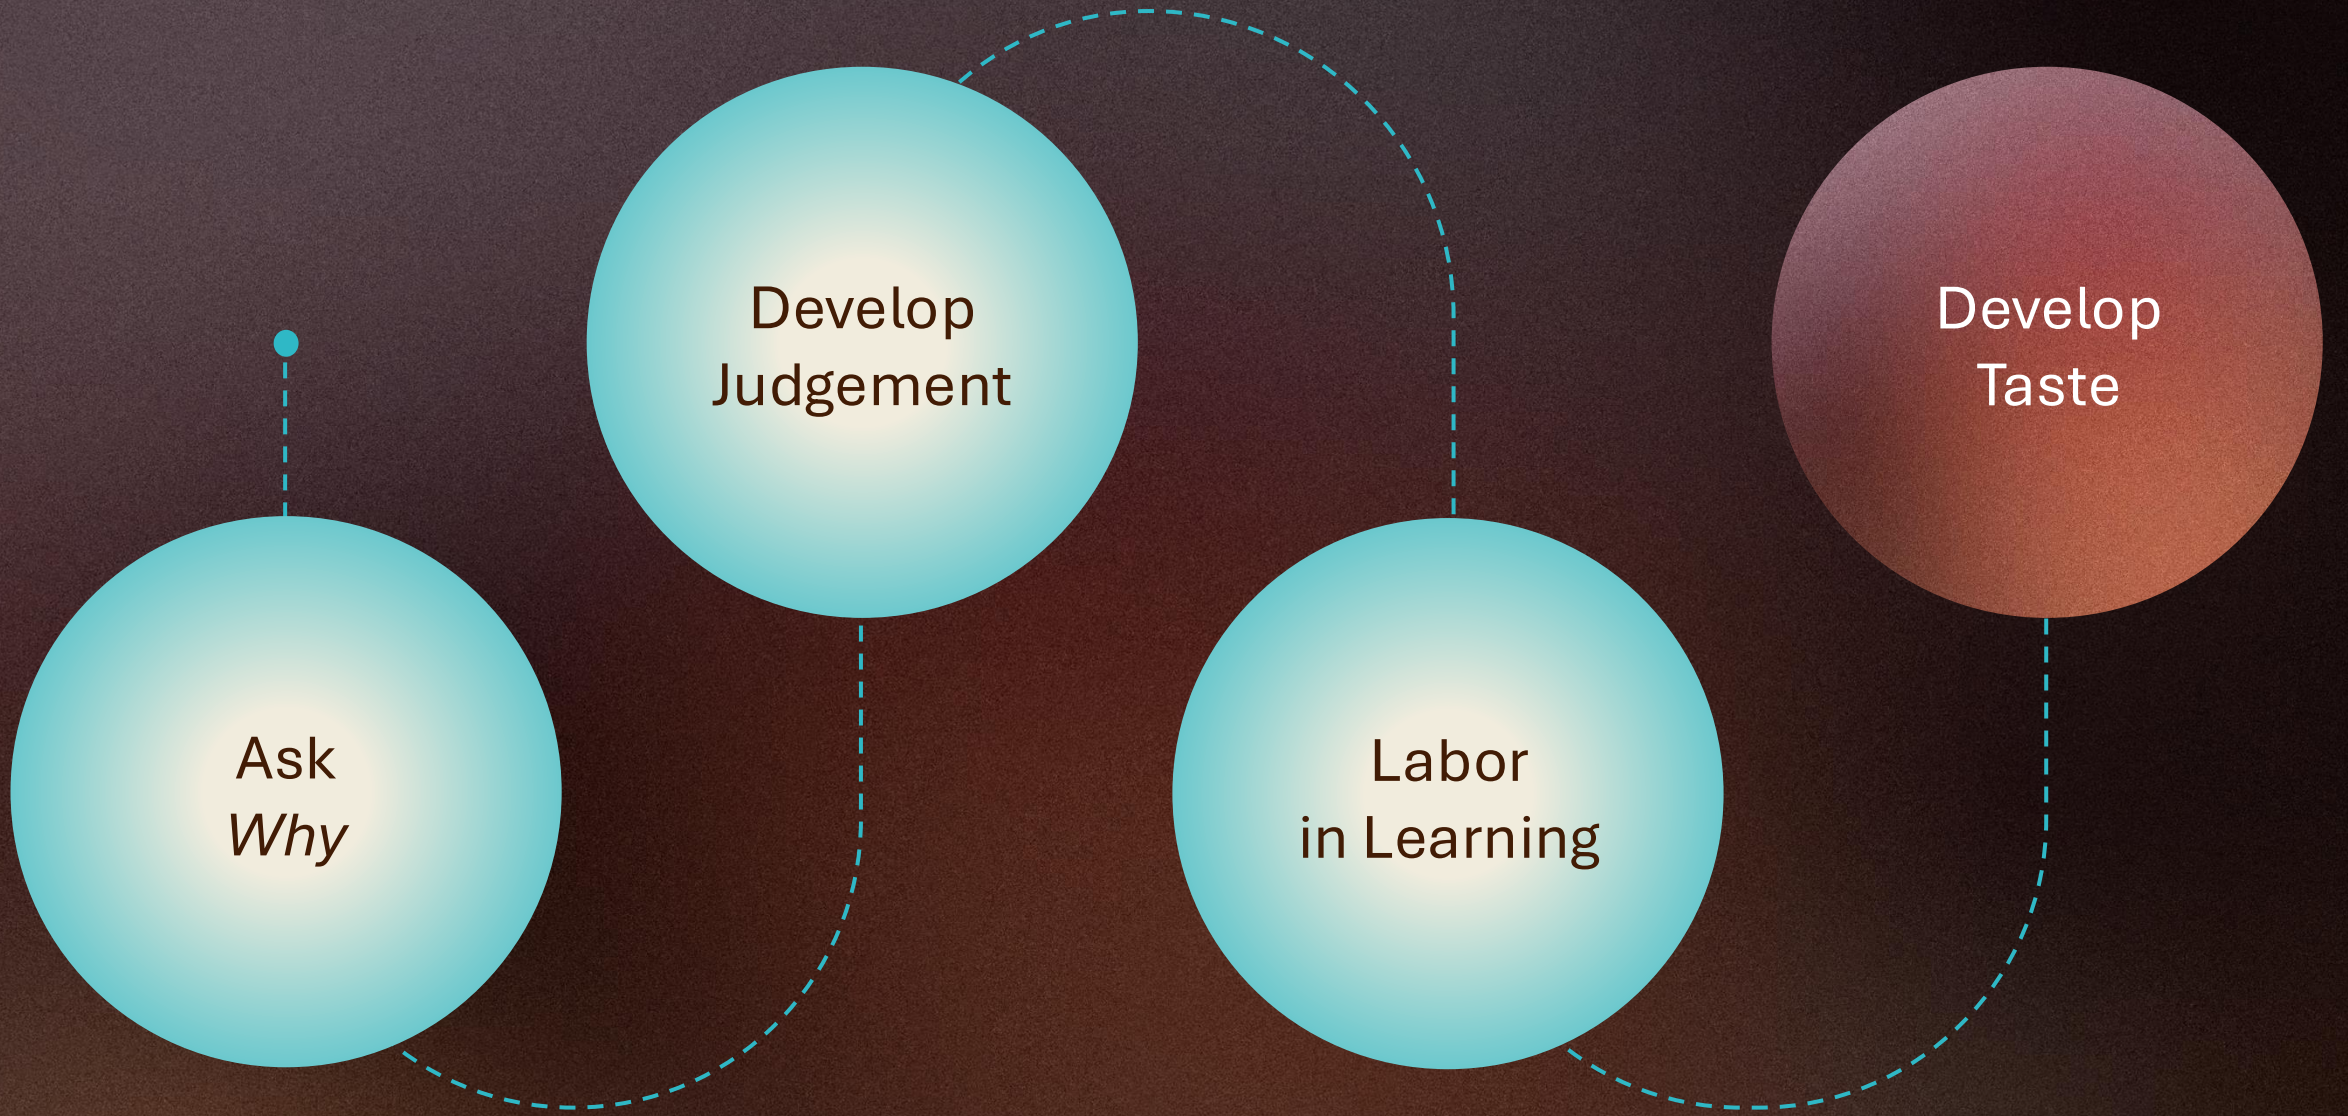 Ask
Why
Develop
Judgement
Labor
in Learning
Develop
Taste